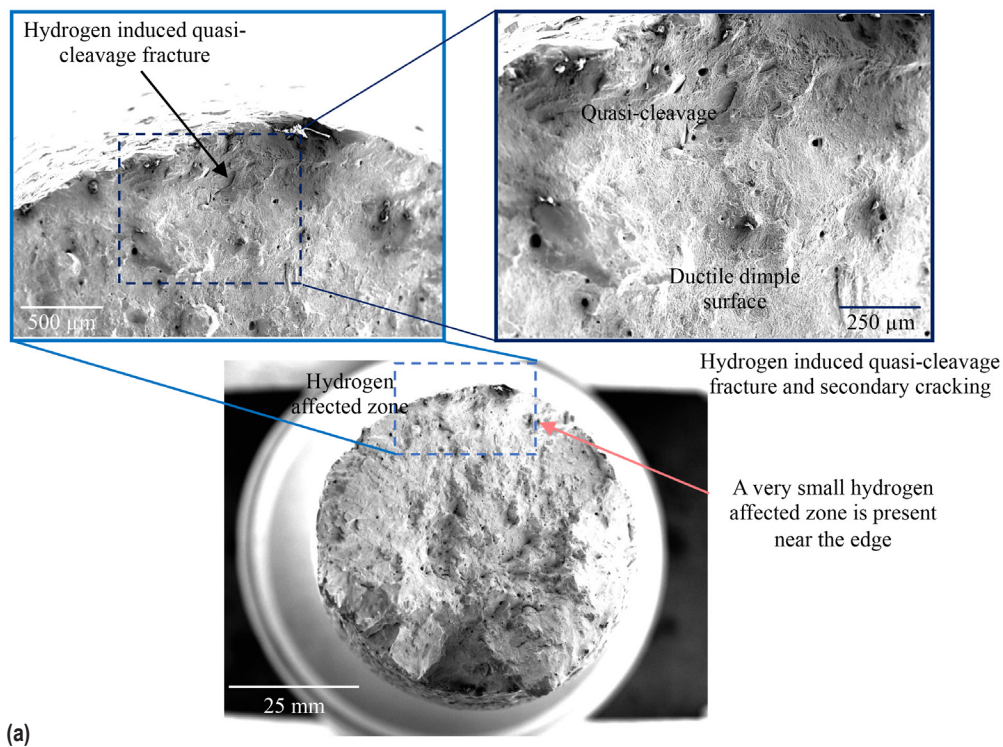 Hydrogen induced quasi-
cleavage fracture
500 µm
Quasi-cleavage
Ductile dimple
surface
250 µm
Hydrogen induced quasi-cleavage
fracture and secondary cracking
Hydrogen
affected zone
A very small hydrogen
affected zone is present
near the edge
25 mm
(a)